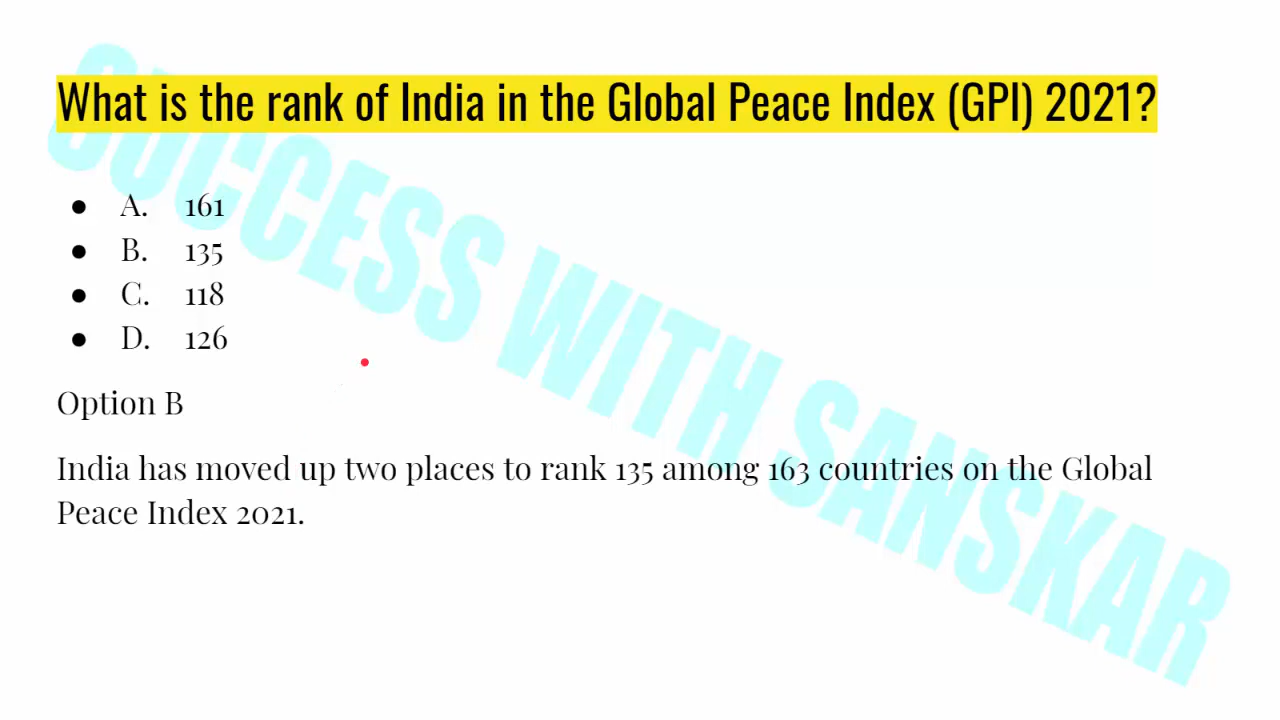 What is the rank of India in the Global Peace Index (GPI) 2021?
● A. 161
● B. 135
● C. 118
● D. 126
Option B
India has moved up two places to rank 135 among 163 countries on the Global
Peace Index 2021.
SUCCESS WITH SANSKAR